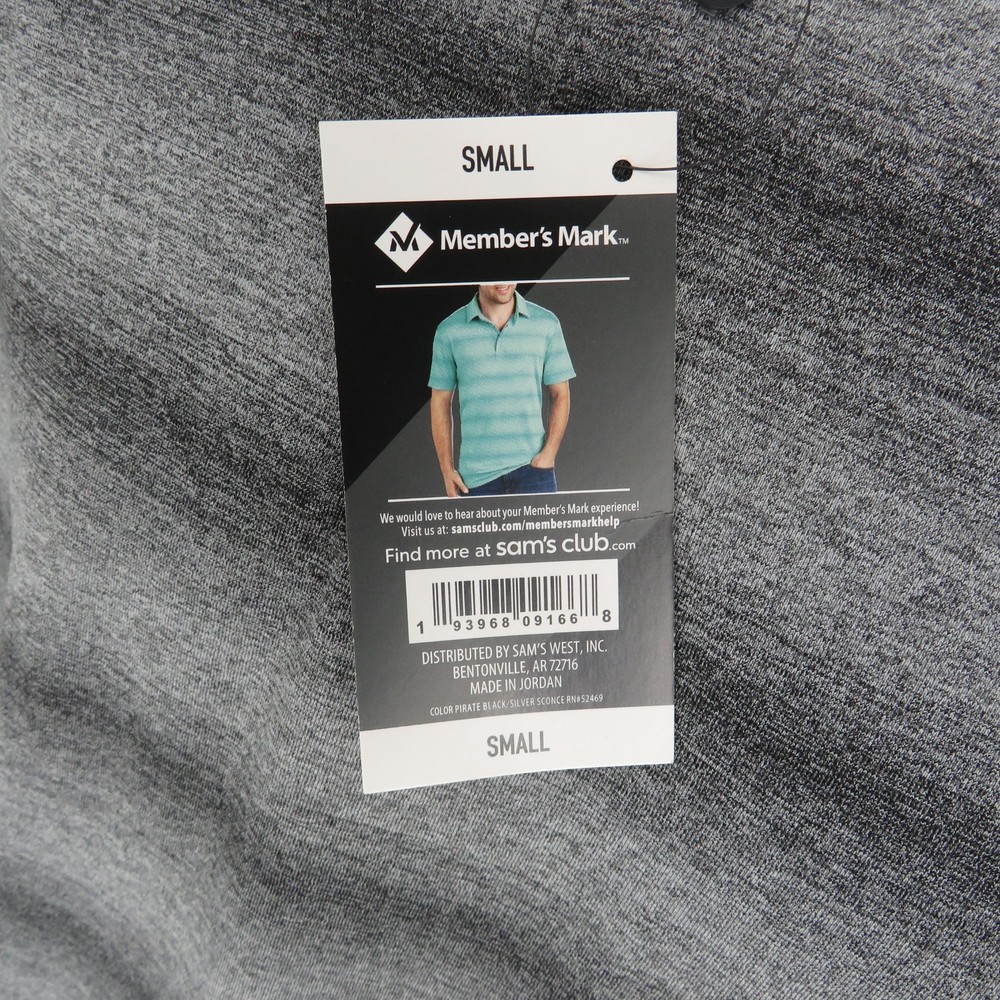 SMALL
Member's Mark™
We would love to hear about your Member's Mark experience!
Visit us at: samsclub.com/membersmarkhelp
Find more at sam's club.com
1 93968 09166 8
DISTRIBUTED BY SAM'S WEST, INC.
BENTONVILLE, AR 72716
MADE IN JORDAN
COLOR PIRATE BLACK/SILVER SCONCE RN#52469
SMALL